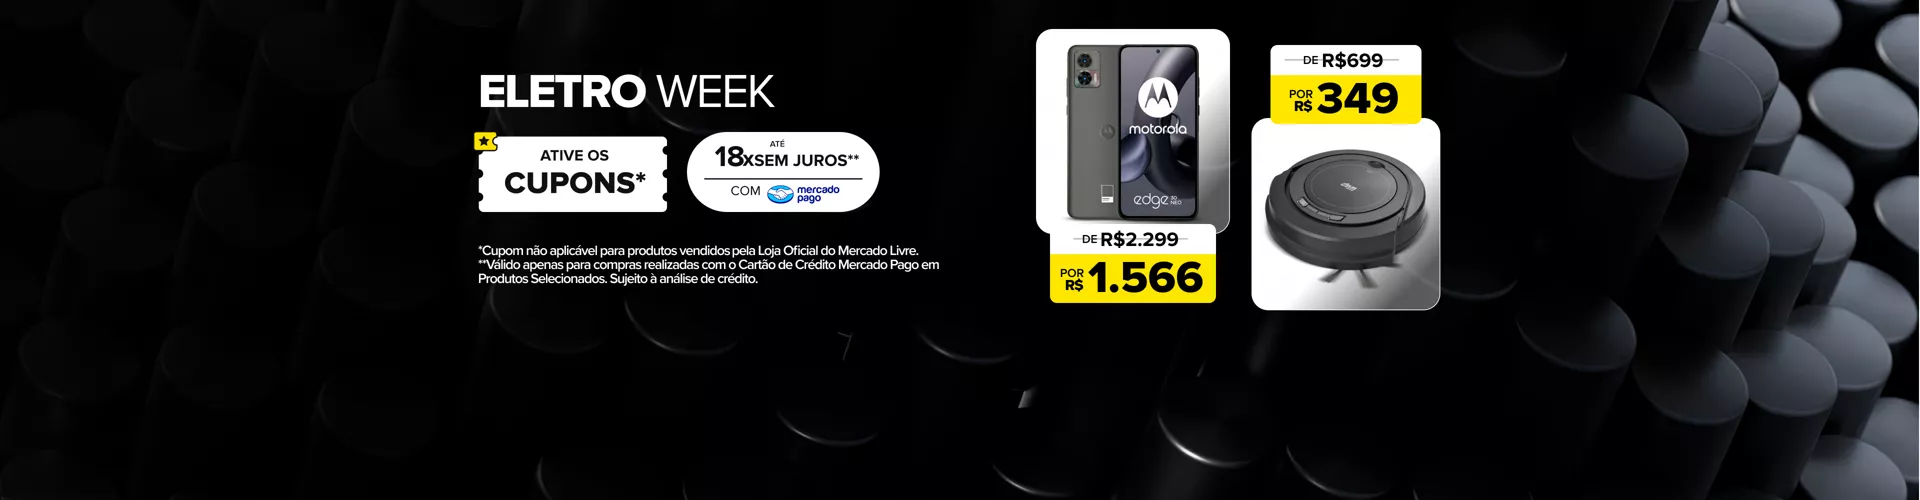 ELETRO WEEK
ATIVE OS
CUPONS*
ATÉ
18XSEM JUROS**
COM mercado
pago
*Cupom não aplicável para produtos vendidos pela Loja Oficial do Mercado Livre.
**Válido apenas para compras realizadas com o Cartão de Crédito Mercado Pago em
Produtos Selecionados. Sujeito à análise de crédito.
motorola
edge 30
NEO
DE R$2.299
POR
R$ 1.566
DE R$699
POR
R$ 349